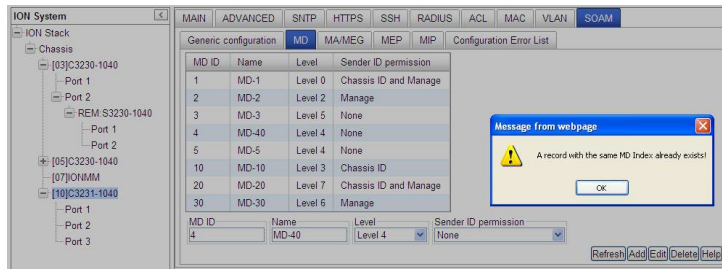 ION System <
ION Stack
Chassis
[03]C3230-1040
Port 1
Port 2
REM:S3230-1040
Port 1
Port 2
[05]C3230-1040
[07]IONMM
[10]C3231-1040
Port 1
Port 2
Port 3
MAIN ADVANCED SNTP HTTPS SSH RADIUS ACL MAC VLAN SOAM
Generic configuration MD MA/MEG MEP MIP Configuration Error List
MD ID Name Level Sender ID permission
1 MD-1 Level 0 Chassis ID and Manage
2 MD-2 Level 2 Manage
3 MD-3 Level 5 None
4 MD-40 Level 4 None
5 MD-5 Level 4 None
10 MD-10 Level 3 Chassis ID
20 MD-20 Level 7 Chassis ID and Manage
30 MD-30 Level 6 Manage
MD ID Name Level Sender ID permission
4 MD-40 Level 4 None
Refresh Add Edit Delete Help
Message from webpage
A record with the same MD Index already exists!
OK